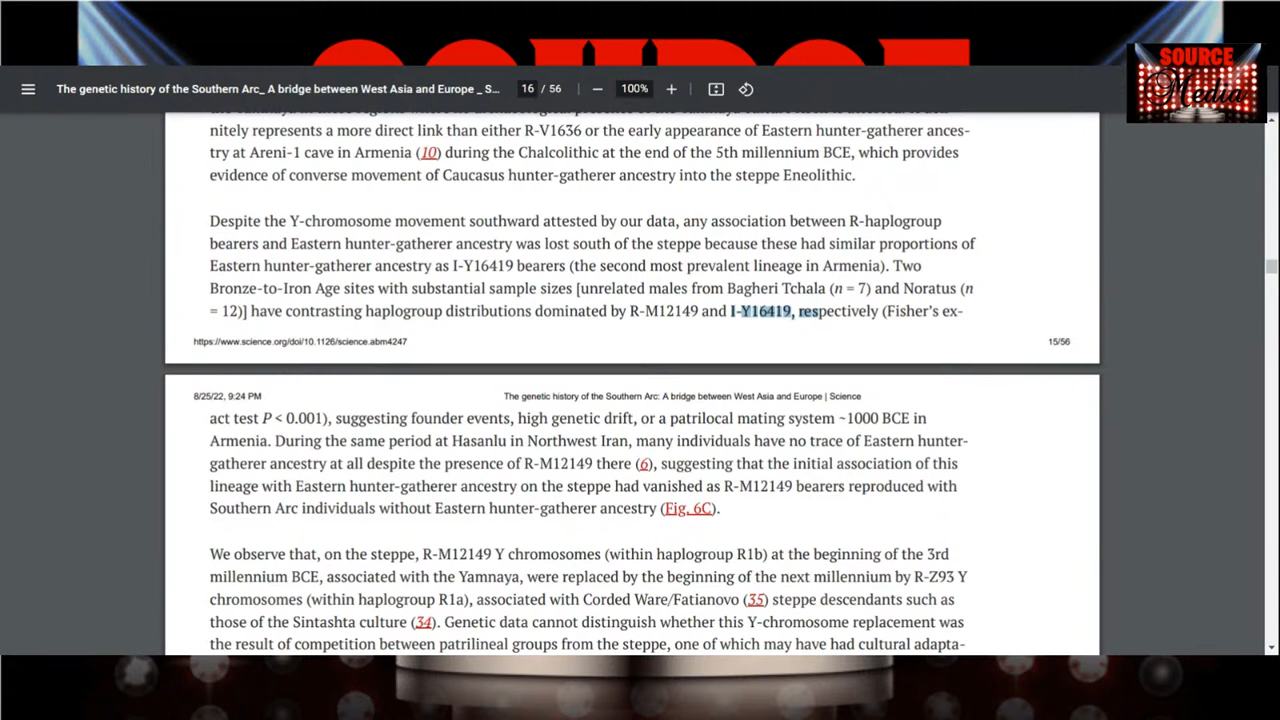 SOURCE
Media
The genetic history of the Southern Arc_ A bridge between West Asia and Europe _ S...
16 / 56
100%
nitely represents a more direct link than either R-V1636 or the early appearance of Eastern hunter-gatherer ances-
try at Areni-1 cave in Armenia (10) during the Chalcolithic at the end of the 5th millennium BCE, which provides
evidence of converse movement of Caucasus hunter-gatherer ancestry into the steppe Eneolithic.
Despite the Y-chromosome movement southward attested by our data, any association between R-haplogroup
bearers and Eastern hunter-gatherer ancestry was lost south of the steppe because these had similar proportions of
Eastern hunter-gatherer ancestry as I-Y16419 bearers (the second most prevalent lineage in Armenia). Two
Bronze-to-Iron Age sites with substantial sample sizes [unrelated males from Bagheri Tchala (n = 7) and Noratus (n
= 12)] have contrasting haplogroup distributions dominated by R-M12149 and I-Y16419, respectively (Fisher's ex-
https://www.science.org/doi/10.1126/science.abm4247
15/56
8/25/22, 9:24 PM
The genetic history of the Southern Arc: A bridge between West Asia and Europe | Science
act test P < 0.001), suggesting founder events, high genetic drift, or a patrilocal mating system ~1000 BCE in
Armenia. During the same period at Hasanlu in Northwest Iran, many individuals have no trace of Eastern hunter-
gatherer ancestry at all despite the presence of R-M12149 there (6), suggesting that the initial association of this
lineage with Eastern hunter-gatherer ancestry on the steppe had vanished as R-M12149 bearers reproduced with
Southern Arc individuals without Eastern hunter-gatherer ancestry (Fig. 6C).
We observe that, on the steppe, R-M12149 Y chromosomes (within haplogroup R1b) at the beginning of the 3rd
millennium BCE, associated with the Yamnaya, were replaced by the beginning of the next millennium by R-Z93 Y
chromosomes (within haplogroup R1a), associated with Corded Ware/Fatianovo (35) steppe descendants such as
those of the Sintashta culture (34). Genetic data cannot distinguish whether this Y-chromosome replacement was
the result of competition between patrilineal groups from the steppe, one of which may have had cultural adapta-